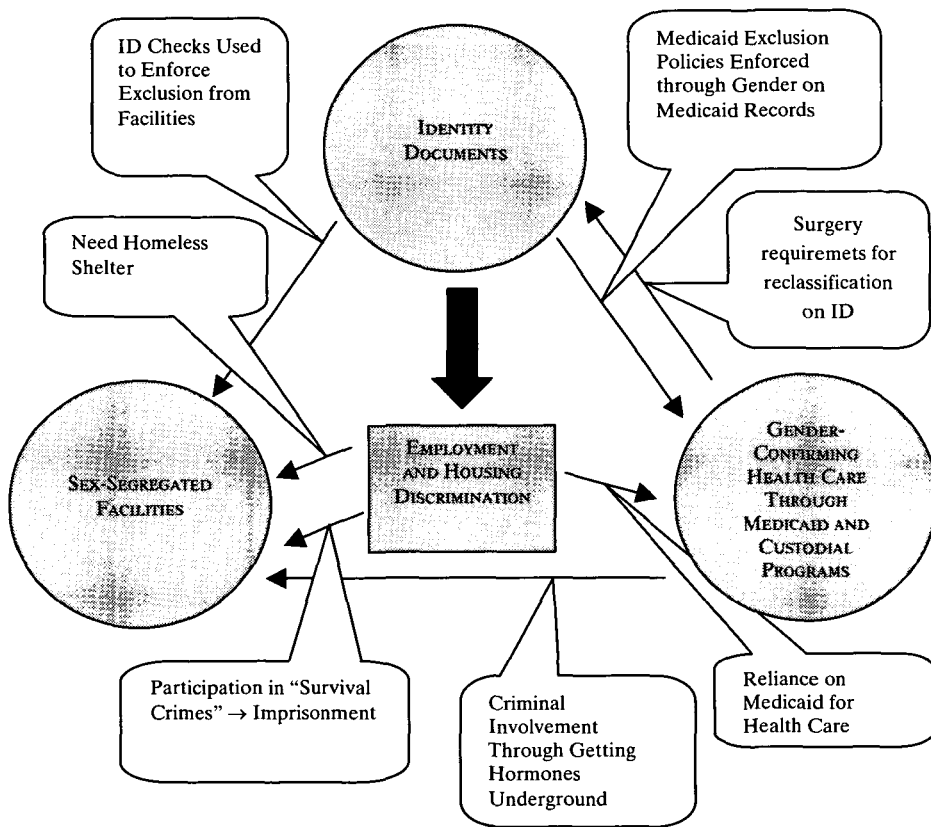 ID Checks Used
to Enforce
Exclusion from
Facilities
IDENTITY
DOCUMENTS
Medicaid Exclusion
Policies Enforced
through Gender on
Medicaid Records
Need Homeless
Shelter
Surgery
requiremets for
reclassification
on ID
SEX-SEGREGATED
FACILITIES
EMPLOYMENT
AND HOUSING
DISCRIMINATION
GENDER-
CONFIRMING
HEALTH CARE
THROUGH
MEDICAID AND
CUSTODIAL
PROGRAMS
Participation in “Survival
Crimes” → Imprisonment
Criminal
Involvement
Through Getting
Hormones
Underground
Reliance on
Medicaid for
Health Care